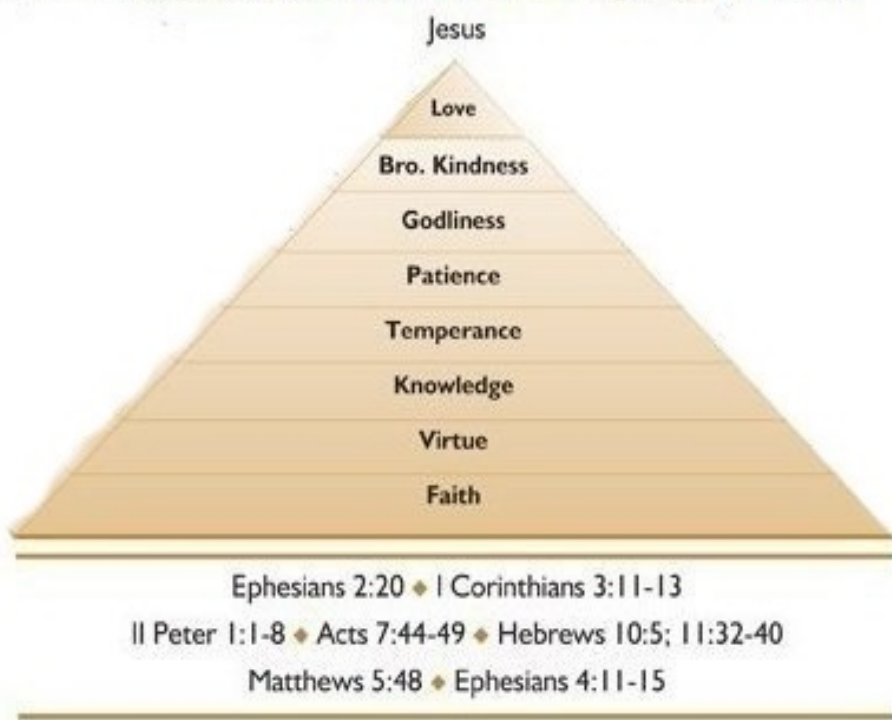 Jesus
Love
Bro. Kindness
Godliness
Patience
Temperance
Knowledge
Virtue
Faith
Ephesians 2:20 ◆ I Corinthians 3:11-13
II Peter 1:1-8 ◆ Acts 7:44-49 ◆ Hebrews 10:5; 11:32-40
Matthews 5:48 ◆ Ephesians 4:11-15